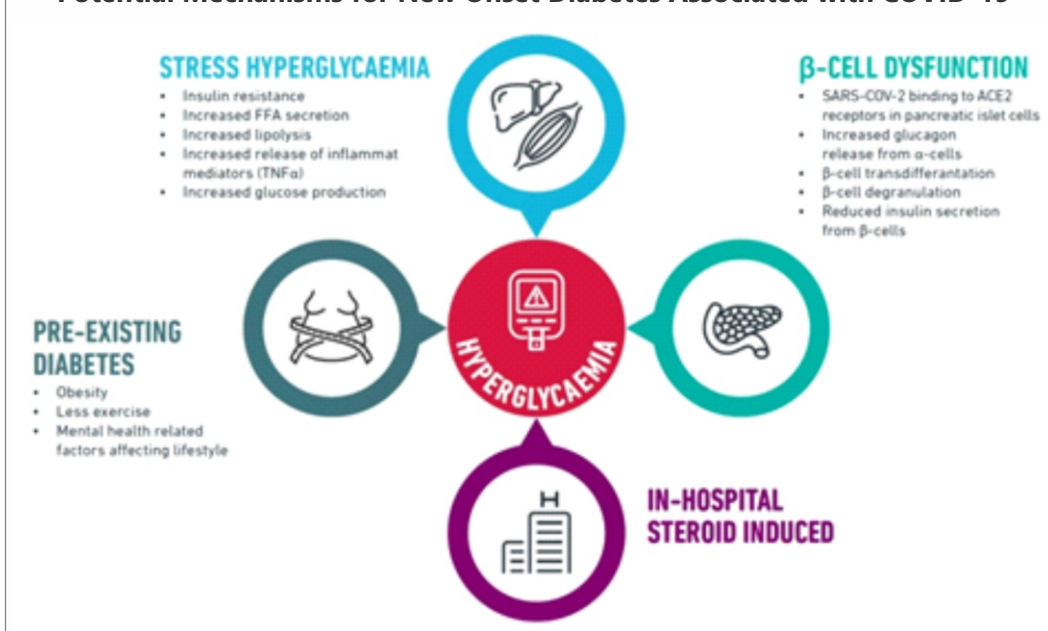 Potential Mechanisms for New Onset Diabetes Associated with COVID-19
STRESS HYPERGLYCAEMIA
• Insulin resistance
• Increased FFA secretion
• Increased lipolysis
• Increased release of inflammat
mediators (TNFα)
• Increased glucose production
β-CELL DYSFUNCTION
• SARS-COV-2 binding to ACE2
receptors in pancreatic islet cells
• Increased glucagon
release from α-cells
• β-cell transdifferantation
• β-cell degranulation
• Reduced insulin secretion
from β-cells
PRE-EXISTING
DIABETES
• Obesity
• Less exercise
• Mental health related
factors affecting lifestyle
HYPERGLYCAEMIA
H
IN-HOSPITAL
STEROID INDUCED